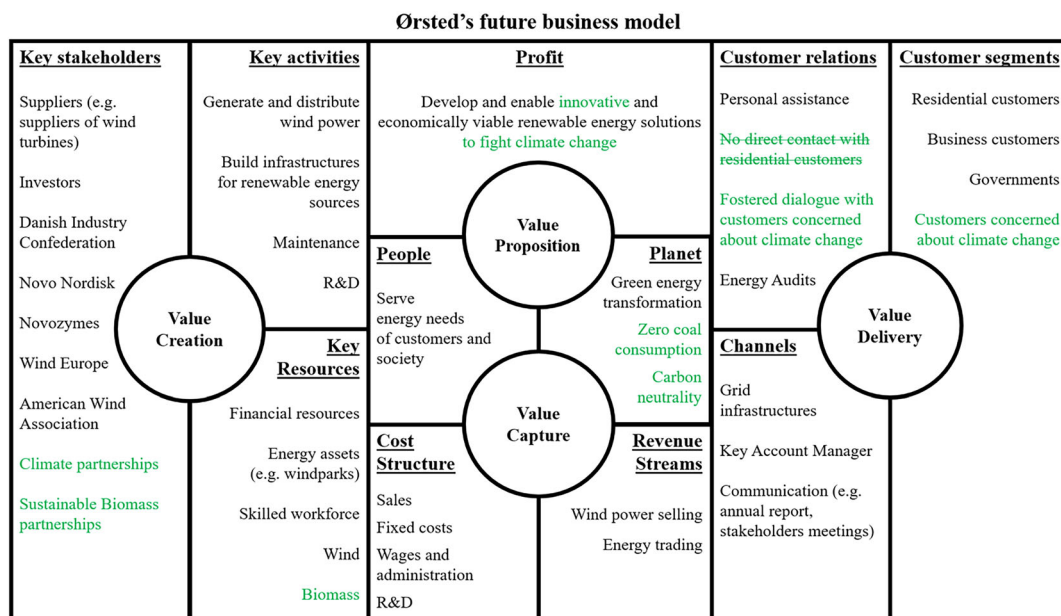 Ørsted's future business model
Key stakeholders
Suppliers (e.g.
suppliers of wind
turbines)
Investors
Danish Industry
Confederation
Novo Nordisk
Novozymes
Wind Europe
American Wind
Association
Climate partnerships
Sustainable Biomass
partnerships
Value
Creation
Key activities
Generate and distribute
wind power
Build infrastructures
for renewable energy
sources
Maintenance
R&D
Key
Resources
Financial resources
Energy assets
(e.g. windparks)
Skilled workforce
Wind
Biomass
Profit
Develop and enable innovative and
economically viable renewable energy solutions
to fight climate change
Value
Proposition
People
Serve
energy needs
of customers and
society
Planet
Green energy
transformation
Zero coal
consumption
Carbon
neutrality
Value
Capture
Cost
Structure
Sales
Fixed costs
Wages and
administration
R&D
Revenue
Streams
Wind power selling
Energy trading
Customer relations
Personal assistance
No direct contact with
residential customers
Fostered dialogue with
customers concerned
about climate change
Energy Audits
Channels
Grid
infrastructures
Key Account Manager
Communication (e.g.
annual report,
stakeholders meetings)
Value
Delivery
Customer segments
Residential customers
Business customers
Governments
Customers concerned
about climate change